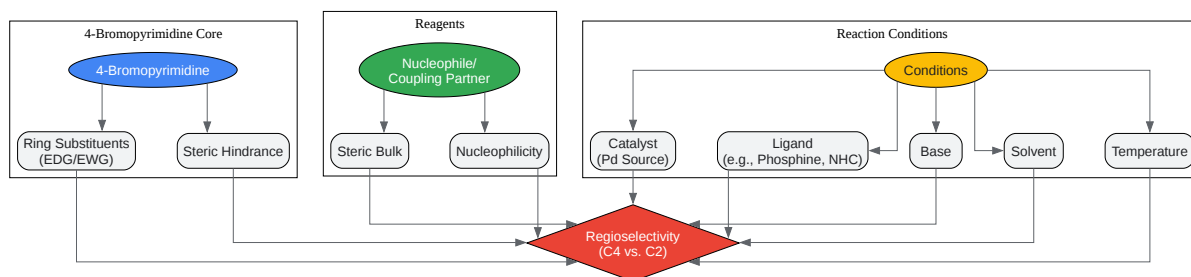 4-Bromopyrimidine Core
Reagents
Reaction Conditions
4-Bromopyrimidine
Nucleophile/
Coupling Partner
Conditions
Ring Substituents
(EDG/EWG)
Steric Hindrance
Steric Bulk
Nucleophilicity
Catalyst
(Pd Source)
Ligand
(e.g., Phosphine, NHC)
Base
Solvent
Temperature
Regioselectivity
(C4 vs. C2)